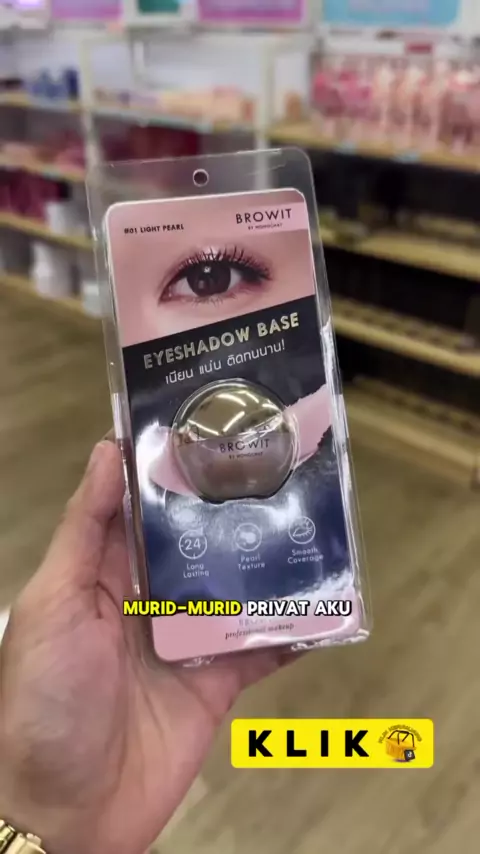 #01 LIGHT PEARL
BROWIT
BY NONGCHAT
EYESHADOW BASE
เนียน แน่น ติดทนนาน!
BROWIT
BY NONGCHAT
24
Long
Lasting
Pearl
Texture
Smooth
Coverage
MURID-MURID PRIVAT AKU
professional makeup
KLIK